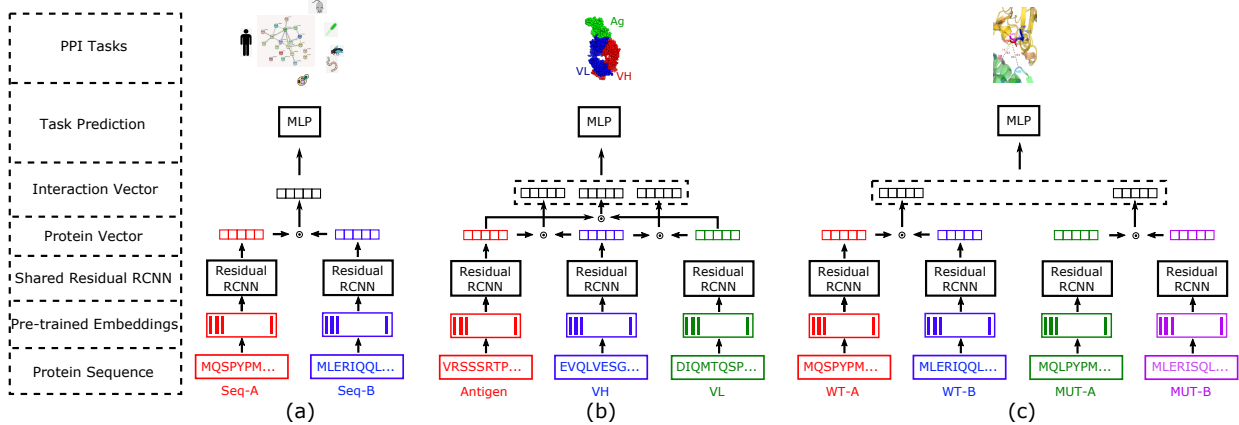 PPI Tasks
Task Prediction
Interaction Vector
Protein Vector
Shared Residual RCNN
Pre-trained Embeddings
Protein Sequence
MLP
Residual
RCNN
Residual
RCNN
MQSPYPM...
MLERIQQL...
Seq-A
Seq-B
(a)
Ag
VL
VH
MLP
Residual
RCNN
Residual
RCNN
Residual
RCNN
VRSSSRTP...
EVQLVESG...
DIQMTQSP...
Antigen
VH
VL
(b)
MLP
Residual
RCNN
Residual
RCNN
Residual
RCNN
Residual
RCNN
MQSPYPM...
MLERIQQL...
MQLPYPM...
MLERISQL...
WT-A
WT-B
MUT-A
MUT-B
(c)